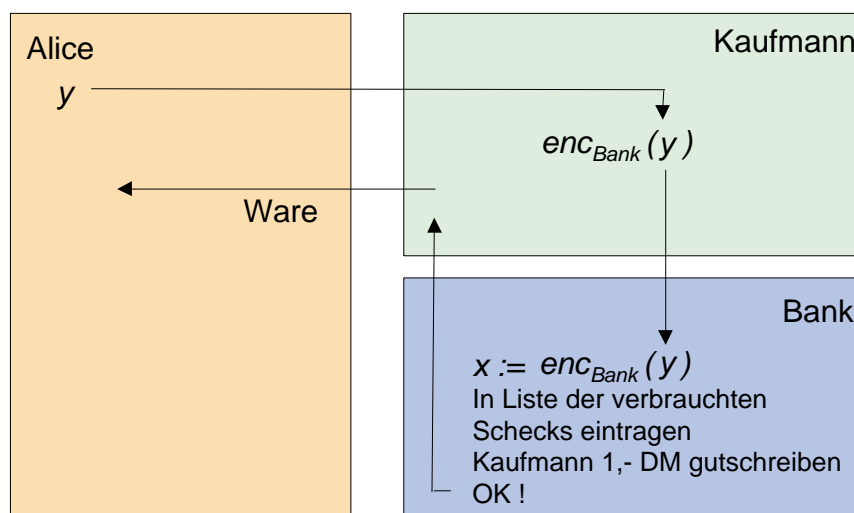 Alice
Kaufmann
y
enc_Bank(y)
Ware
Bank
x := enc_Bank(y)
In Liste der verbrauchten
Schecks eintragen
Kaufmann 1,- DM gutschreiben
OK !